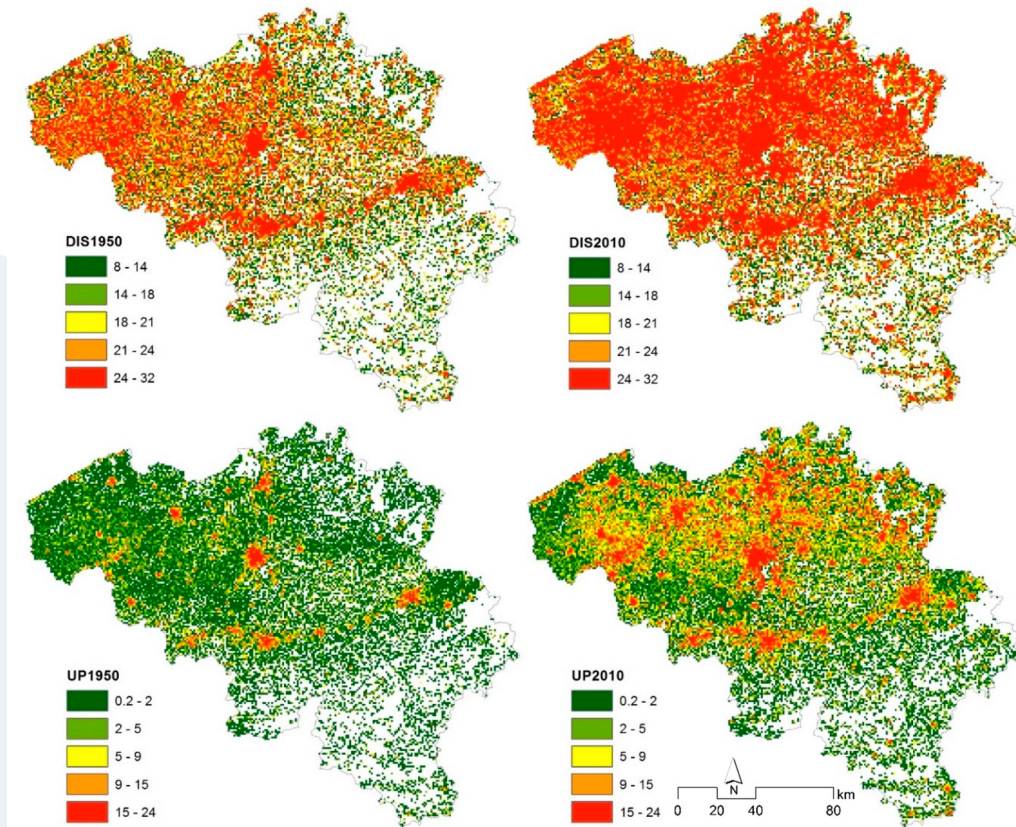 DIS1950
8 - 14
14 - 18
18 - 21
21 - 24
24 - 32
DIS2010
8 - 14
14 - 18
18 - 21
21 - 24
24 - 32
UP1950
0.2 - 2
2 - 5
5 - 9
9 - 15
15 - 24
UP2010
0.2 - 2
2 - 5
5 - 9
9 - 15
15 - 24
N
km
0 20 40 80